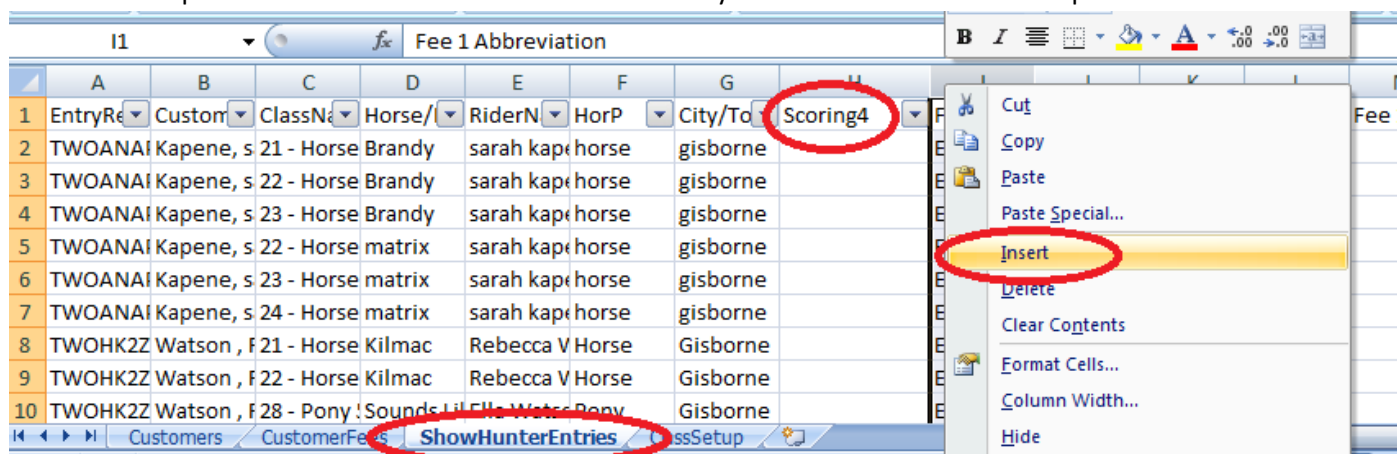 I1 fx Fee 1 Abbreviation B I A .00 .00 a
A B C D E F G H I J K L
1 EntryRe Custom ClassNa Horse/ RiderN HorP City/To Scoring4 F Fee
2 TWOANA Kapene, s 21 - Horse Brandy sarah kape horse gisborne E
3 TWOANA Kapene, s 22 - Horse Brandy sarah kape horse gisborne E
4 TWOANA Kapene, s 23 - Horse Brandy sarah kape horse gisborne E
5 TWOANA Kapene, s 22 - Horse matrix sarah kape horse gisborne
6 TWOANA Kapene, s 23 - Horse matrix sarah kape horse gisborne E
7 TWOANA Kapene, s 24 - Horse matrix sarah kape horse gisborne E
8 TWOHK2Z Watson , 21 - Horse Kilmac Rebecca Horse Gisborne E
9 TWOHK2Z Watson , 22 - Horse Kilmac Rebecca Horse Gisborne E
10 TWOHK2Z Watson , 28 - Pony Sounds Ella Pony Gisborne E
Cut
Copy
Paste
Paste Special...
Insert
Delete
Clear Contents
Format Cells...
Column Width...
Hide
Customers CustomerFees ShowHunterEntries ClassSetup